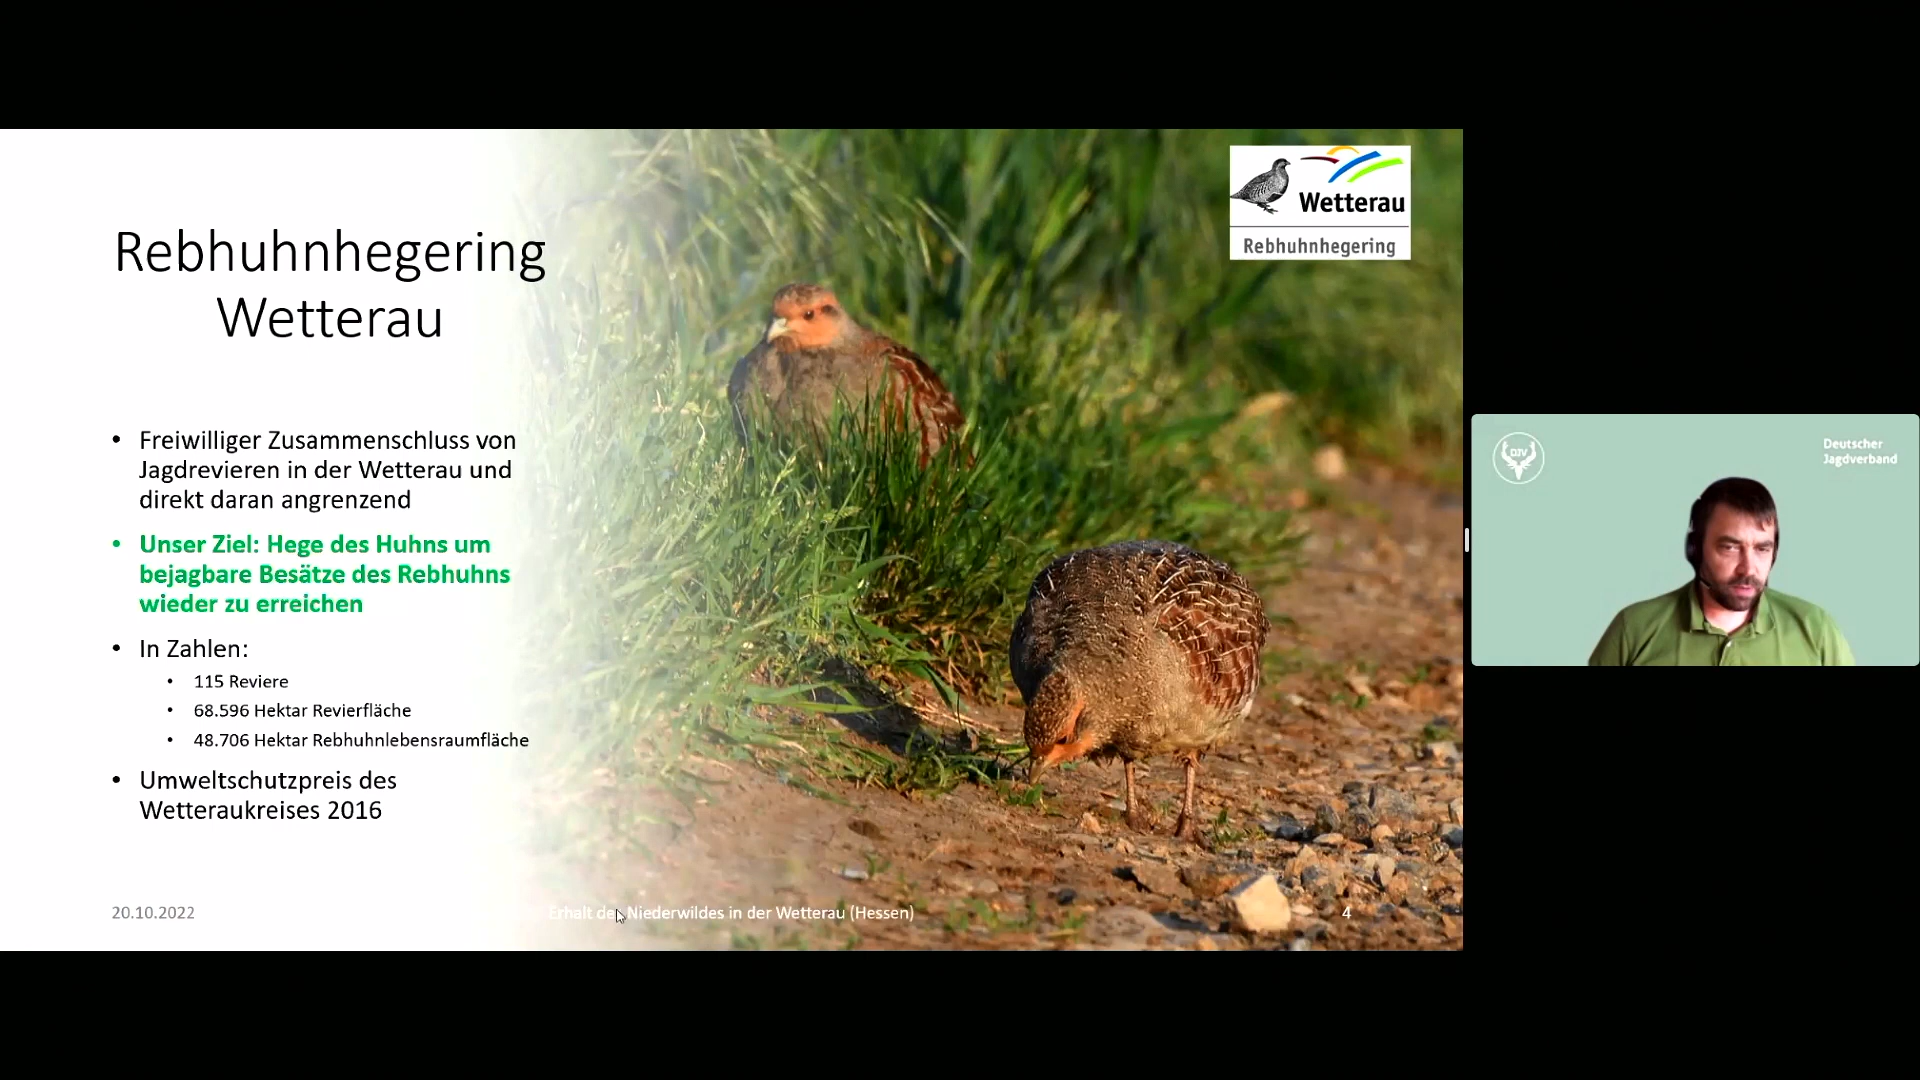 Rebhuhnhegering
Wetterau
• Freiwilliger Zusammenschluss von
Jagdrevieren in der Wetterau und
direkt daran angrenzend
• Unser Ziel: Hege des Huhns um
bejagbare Besätze des Rebhuhns
wieder zu erreichen
• In Zahlen:
• 115 Reviere
• 68.596 Hektar Revierfläche
• 48.706 Hektar Rebhuhnlebensraumfläche
• Umweltschutzpreis des
Wetteraukreises 2016
20.10.2022
Erhalt des Niederwildes in der Wetterau (Hessen)
4
Wetterau
Rebhuhnhegering
DJV
Deutscher
Jagdverband